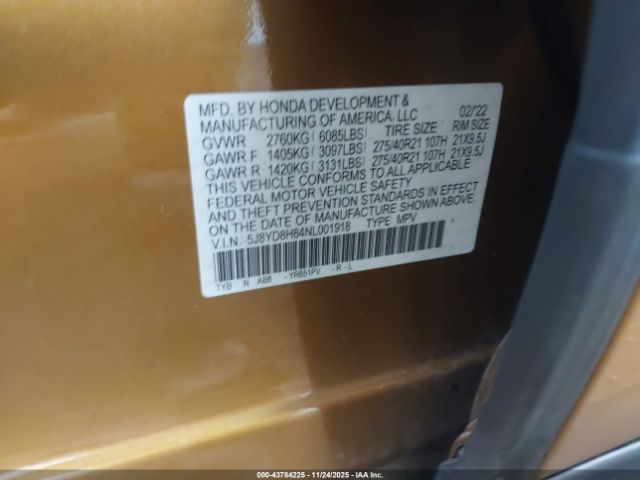 MFD. BY HONDA DEVELOPMENT & 02/'22
MANUFACTURING OF AMERICA, LLC
GVWR 2760KG (6085LBS) TIRE SIZE RIM SIZE
GAWR F 1405KG (3097LBS) 275/40R21 107H 21X9.5J
GAWR R 1420KG (3131LBS) 275/40R21 107H 21X9.5J
THIS VEHICLE CONFORMS TO ALL APPLICABLE
FEDERAL MOTOR VEHICLE SAFETY, BUMPER,
AND THEFT PREVENTION STANDARDS IN EFFECT
ON THE DATE OF MANUFACTURE SHOWN ABOVE.
V.I.N. 5J8YD8H84NL001918 TYPE MPV
TYB N AB6 -YR651PV -R-L
000-43784225 - 11/24/2025 - IAA Inc.